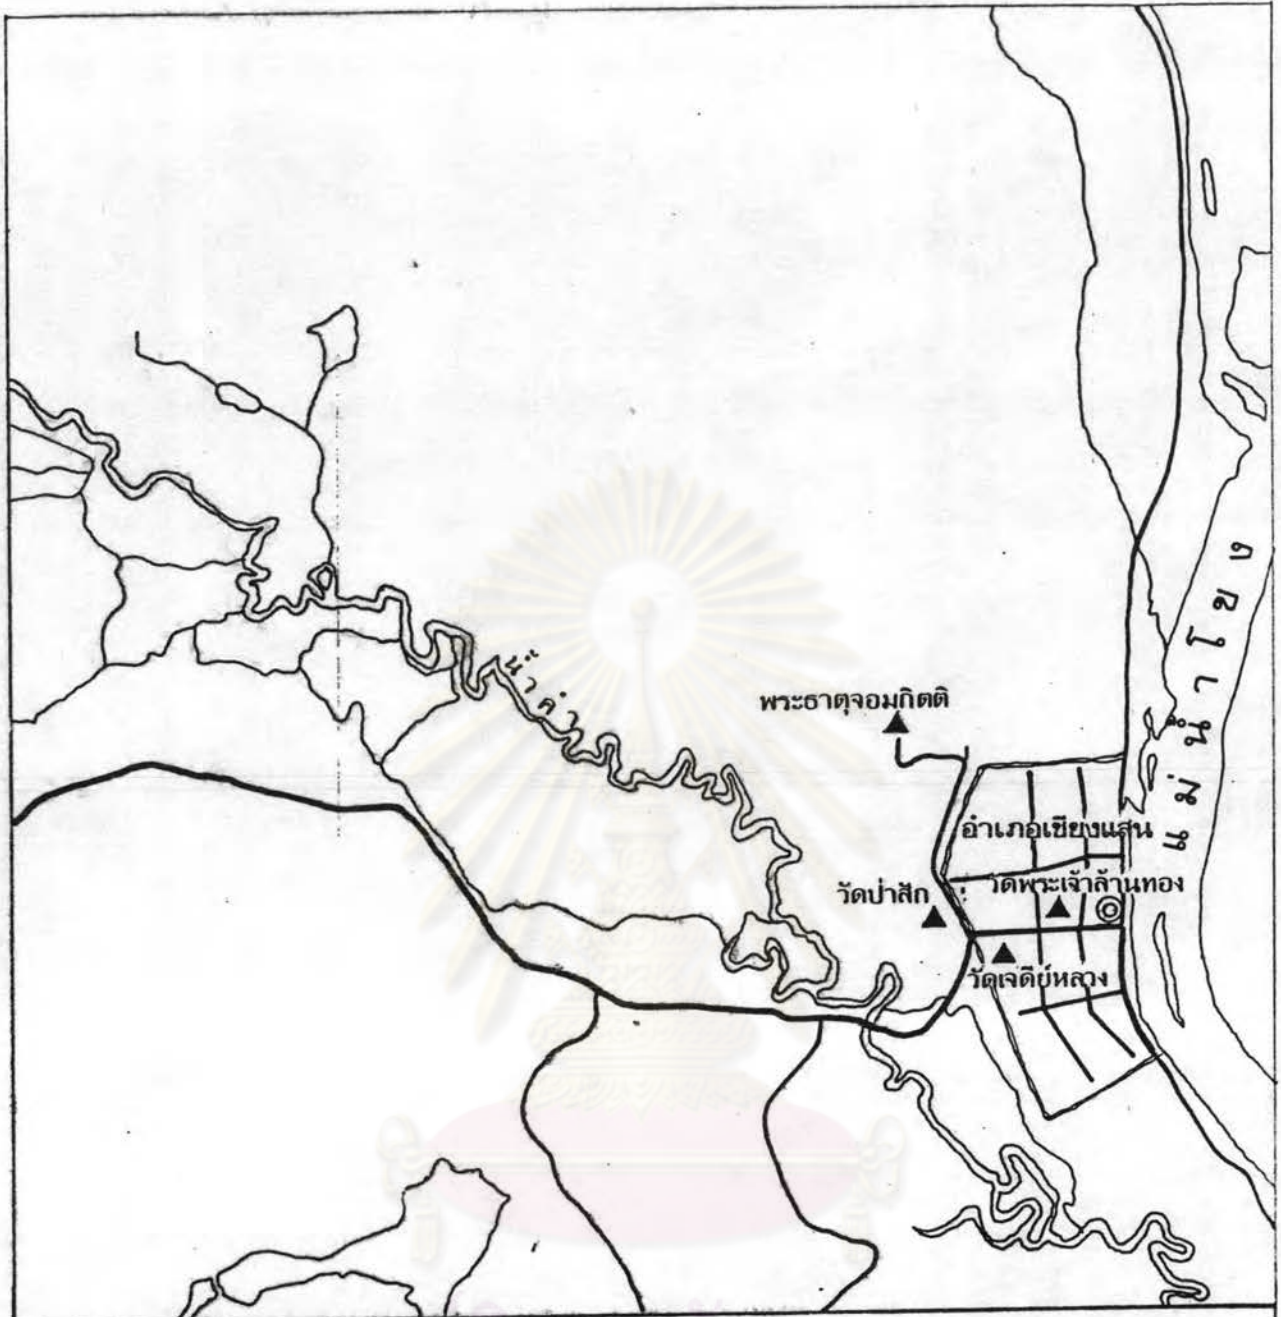 น้ำคำ
พระธาตุจอมกิตติ
แม่น้ำโขง
อำเภอเชียงแสน
วัดพระเจ้าล้านทอง
วัดป่าสัก
วัดเจดีย์หลวง